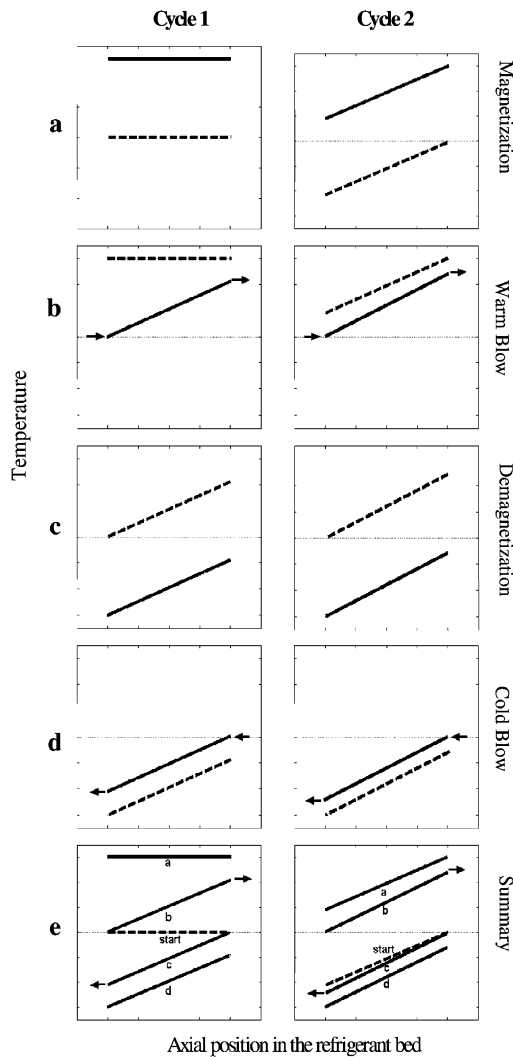 Cycle 1
Cycle 2
a
Magnetization
b
Warm Blow
Temperature
c
Demagnetization
d
Cold Blow
e
a
b
start
c
d
a
b
start
c
d
Summary
Axial position in the refrigerant bed